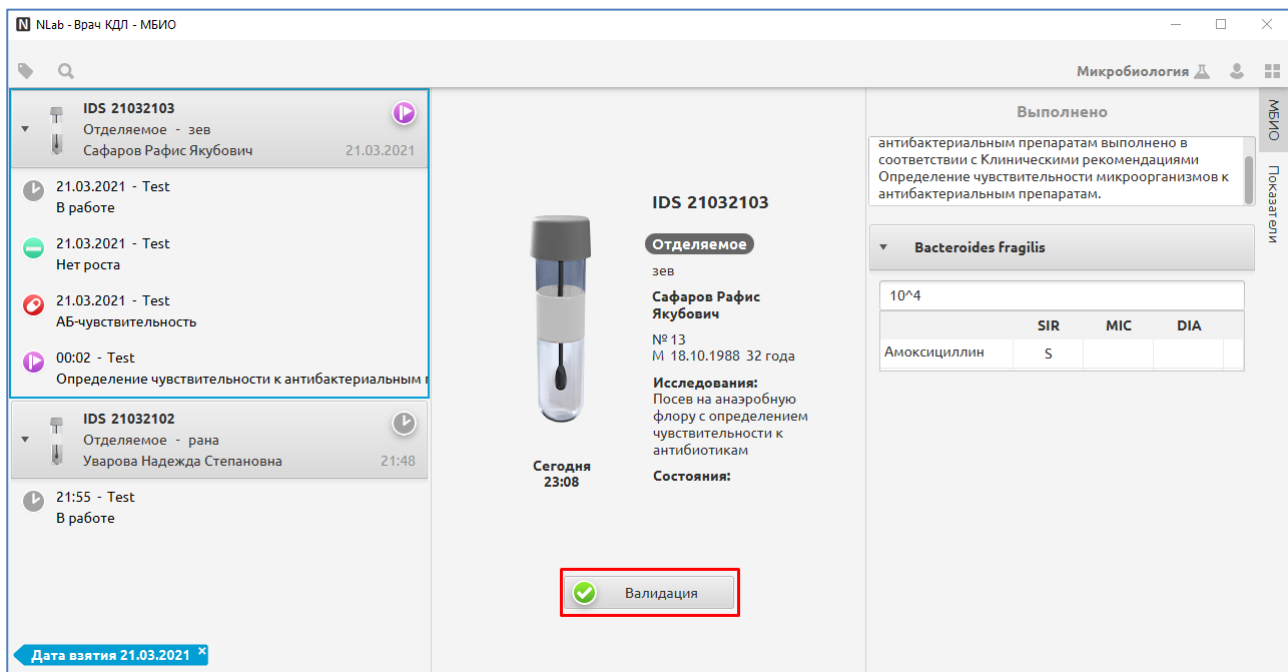 NLab - Врач КДЛ - МБИО
Микробиология
IDS 21032103
Отделяемое - зев
Сафаров Рафис Якубович 21.03.2021
21.03.2021 - Test
В работе
21.03.2021 - Test
Нет роста
21.03.2021 - Test
АБ-чувствительность
00:02 - Test
Определение чувствительности к антибактериальным
IDS 21032102
Отделяемое - рана
Уварова Надежда Степановна 21:48
21:55 - Test
В работе
Дата взятия 21.03.2021 ×
Сегодня
23:08
IDS 21032103
Отделяемое
зев
Сафаров Рафис
Якубович
№ 13
М 18.10.1988 32 года
Исследования:
Посев на анаэробную
флору с определением
чувствительности к
антибиотикам
Состояния:
Валидация
Выполнено
антибактериальным препаратам выполнено в
соответствии с Клиническими рекомендациями
Определение чувствительности микроорганизмов к
антибактериальным препаратам.
Bacteroides fragilis
10^4
SIR MIC DIA
Амоксициллин S
МБИО
Показатели